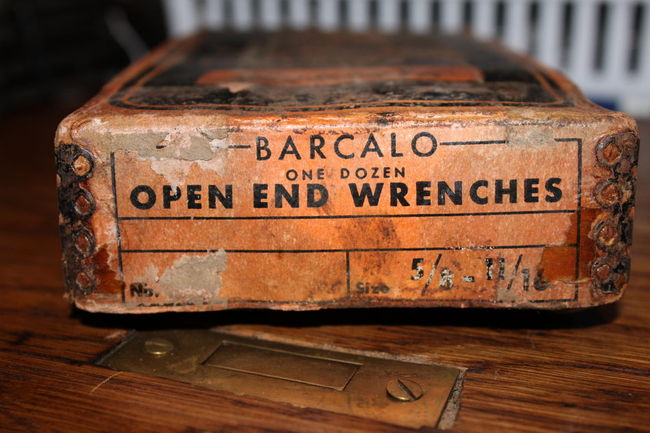 BARCALO
ONE DOZEN
OPEN END WRENCHES
No.
Size 5/8 - 11/16